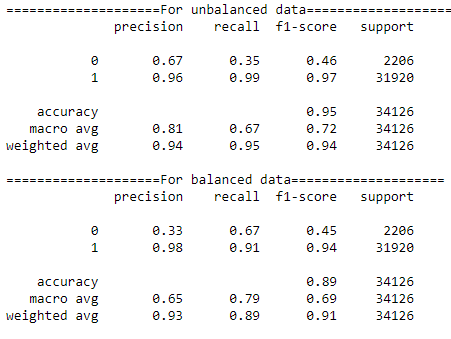 ====================For unbalanced data===================
precision recall f1-score support
0 0.67 0.35 0.46 2206
1 0.96 0.99 0.97 31920
accuracy 0.95 34126
macro avg 0.81 0.67 0.72 34126
weighted avg 0.94 0.95 0.94 34126
====================For balanced data====================
precision recall f1-score support
0 0.33 0.67 0.45 2206
1 0.98 0.91 0.94 31920
accuracy 0.89 34126
macro avg 0.65 0.79 0.69 34126
weighted avg 0.93 0.89 0.91 34126